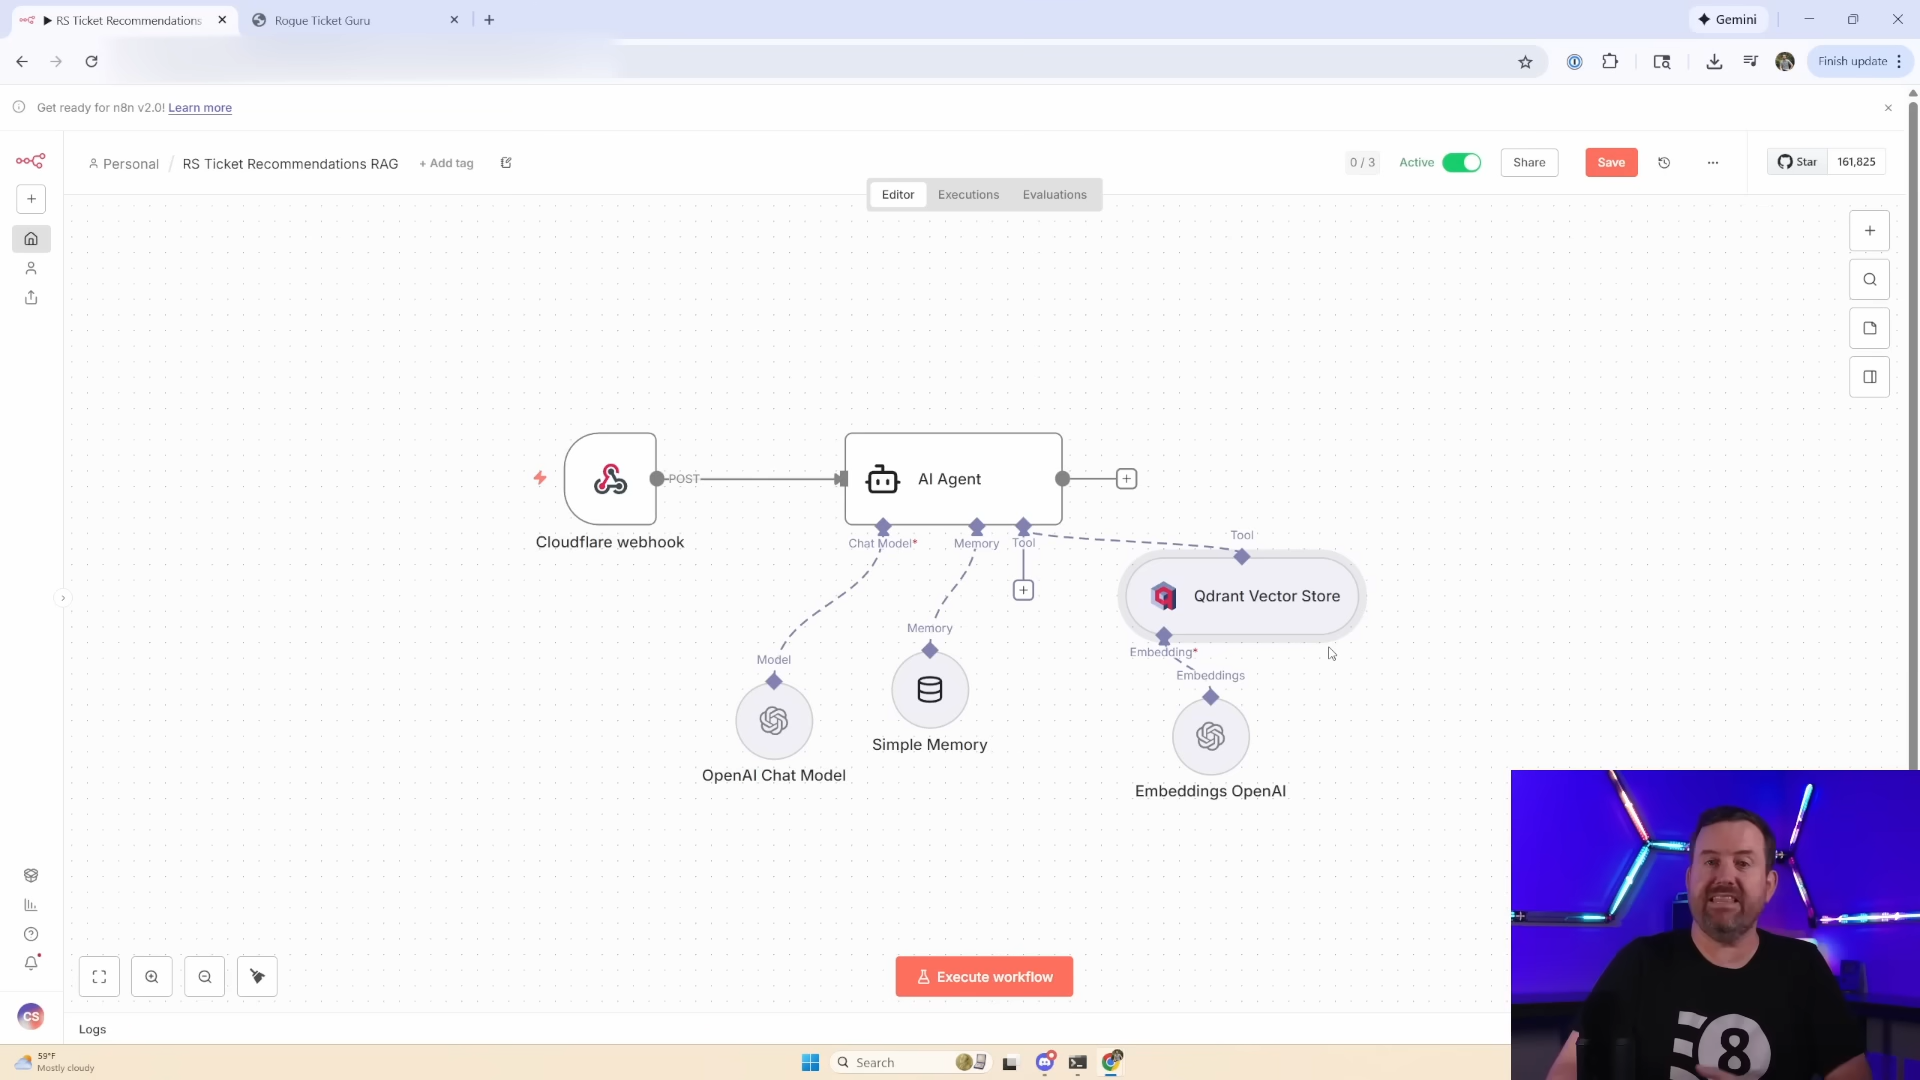 RS Ticket Recommendations
Rogue Ticket Guru
Gemini
Finish update
Get ready for n8n v2.0! Learn more
Personal / RS Ticket Recommendations RAG + Add tag
0 / 3
Active
Share
Save
Star 161,825
Editor Executions Evaluations
POST
AI Agent
Cloudflare webhook
Chat Model*
Memory
Tool
Tool
Qdrant Vector Store
Embedding*
Memory
Model
Embeddings
Simple Memory
OpenAI Chat Model
Embeddings OpenAI
Execute workflow
CS
Logs
8
59°F
Mostly cloudy
Search